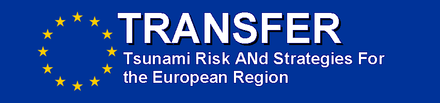 TRANSFER
Tsunami Risk ANd Strategies For
the European Region